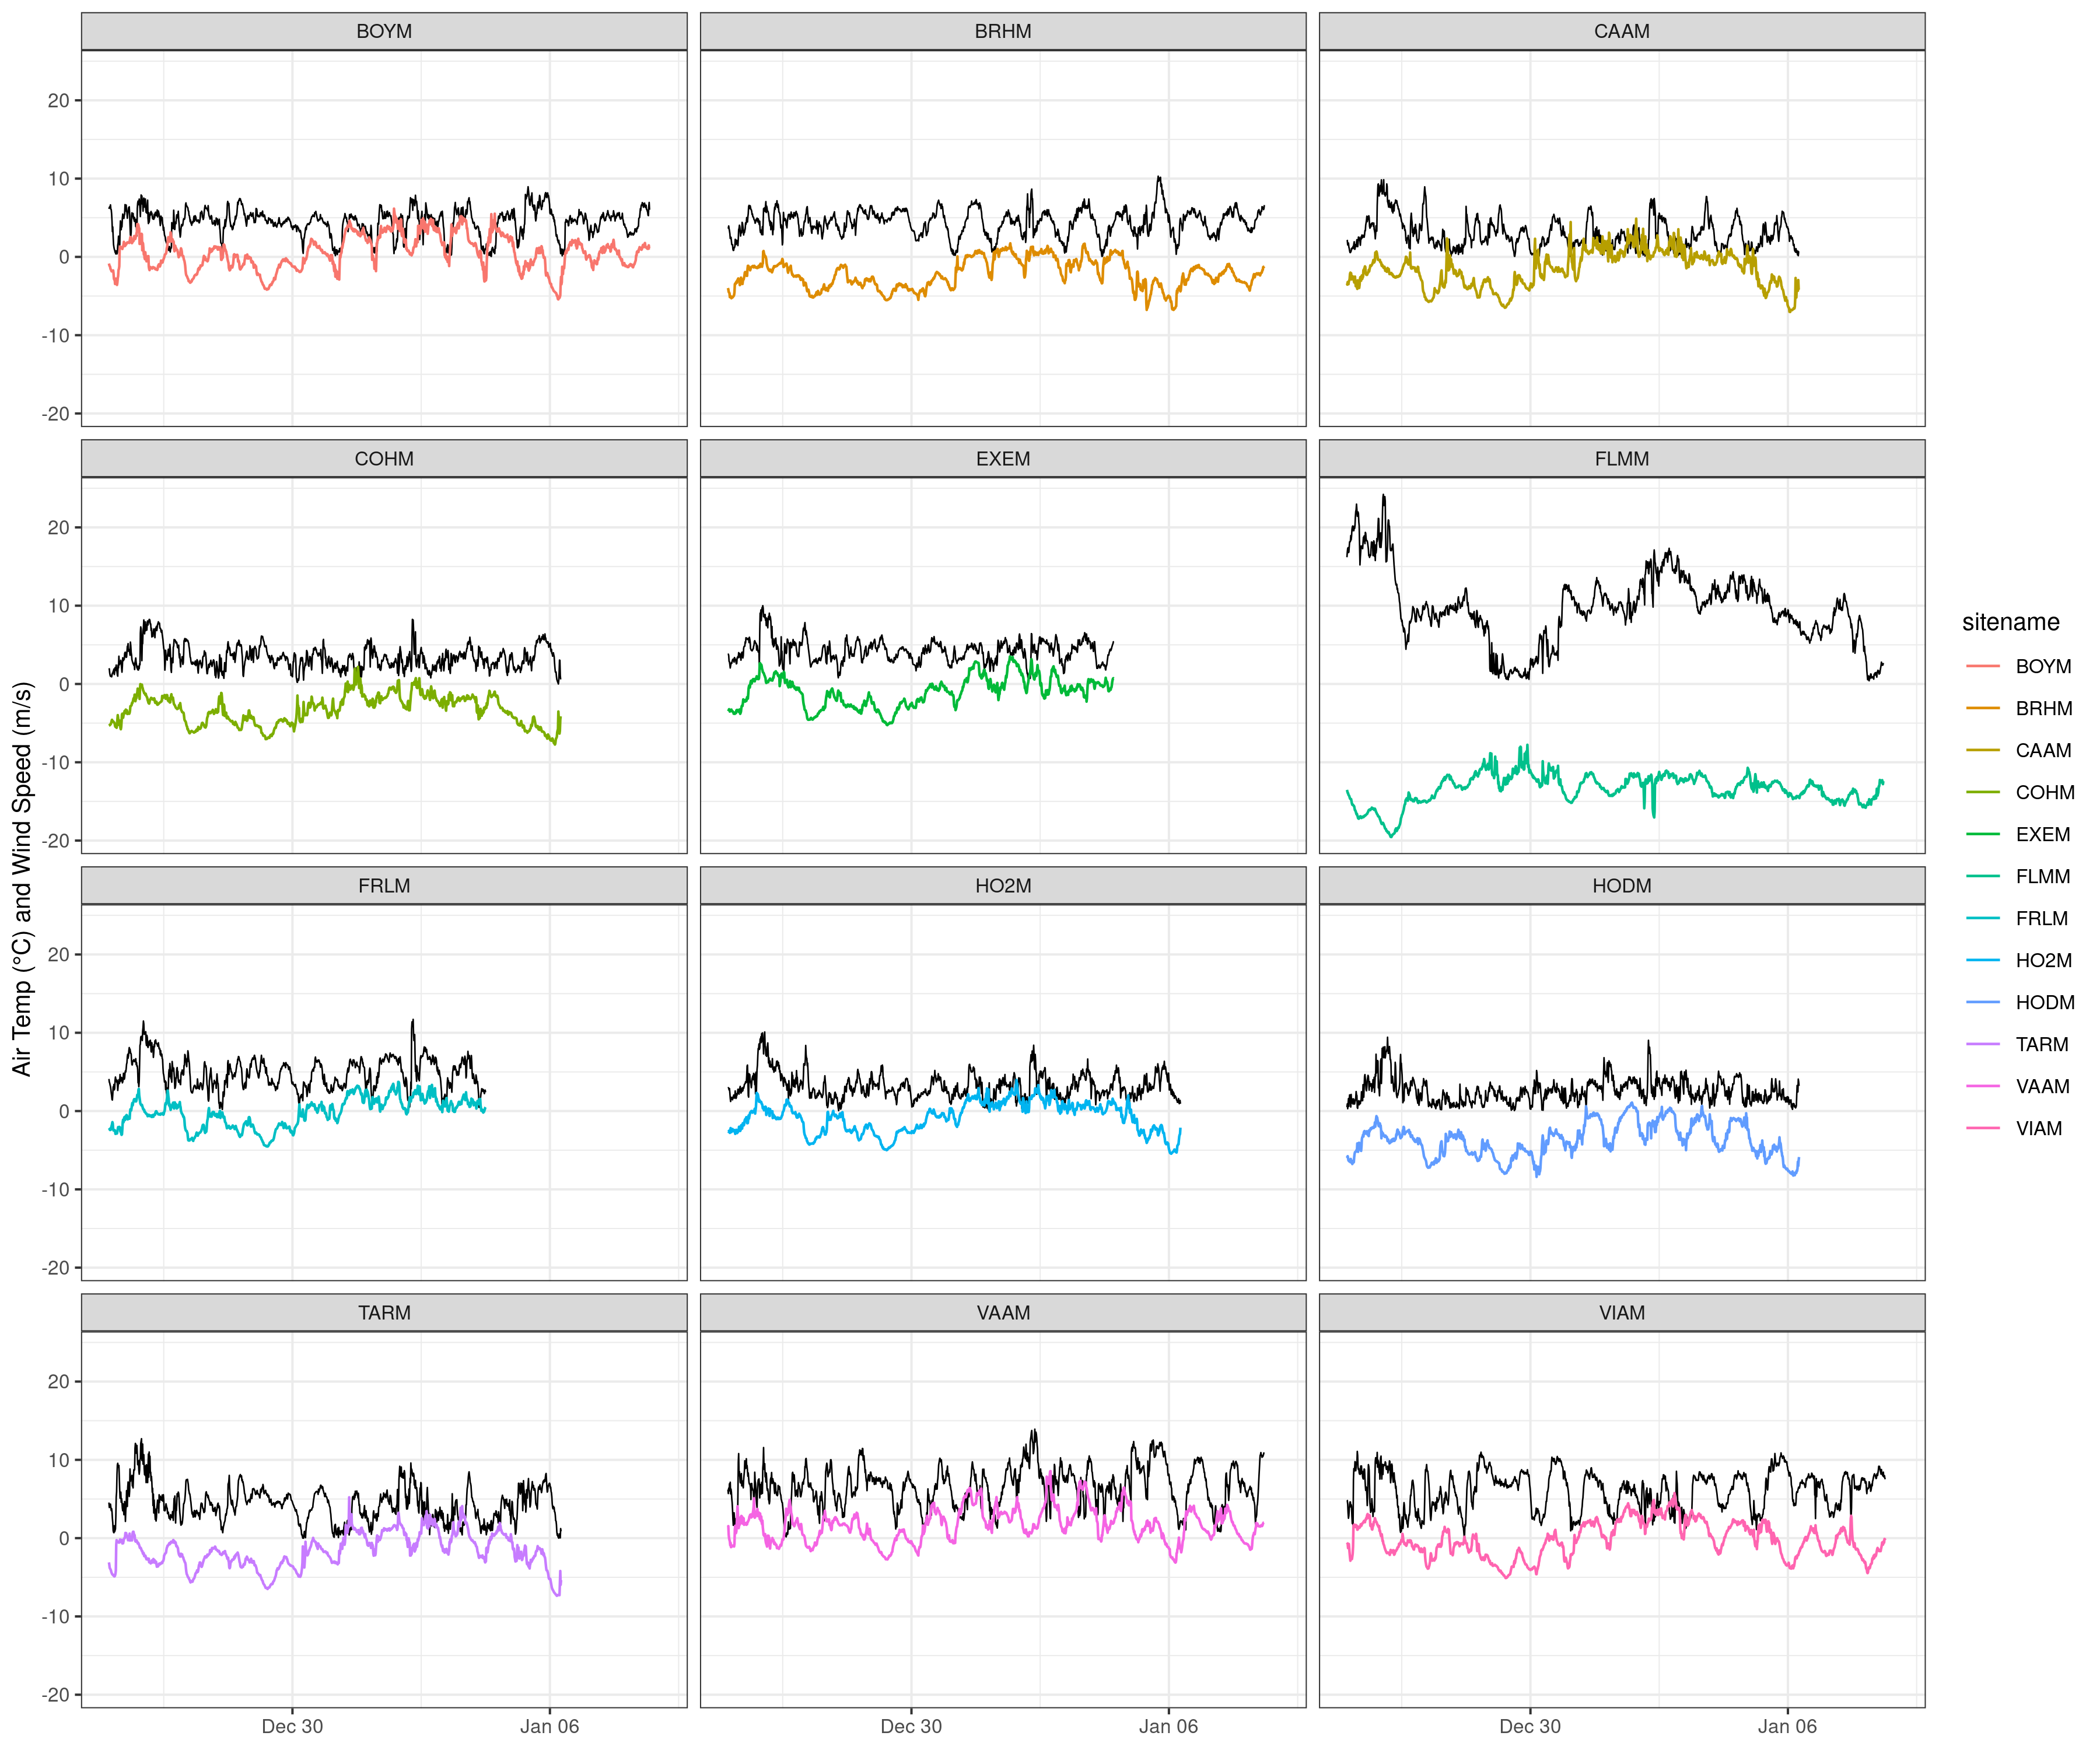 BOYM BRHM CAAM
20
10
0
-10
-20
COHM EXEM FLMM
20
10
0
-10
-20
FRLM HO2M HODM
20
10
0
-10
-20
TARM VAAM VIAM
20
10
0
-10
-20
Dec 30 Jan 06 Dec 30 Jan 06 Dec 30 Jan 06
Air Temp (°C) and Wind Speed (m/s)
sitename
BOYM
BRHM
CAAM
COHM
EXEM
FLMM
FRLM
HO2M
HODM
TARM
VAAM
VIAM